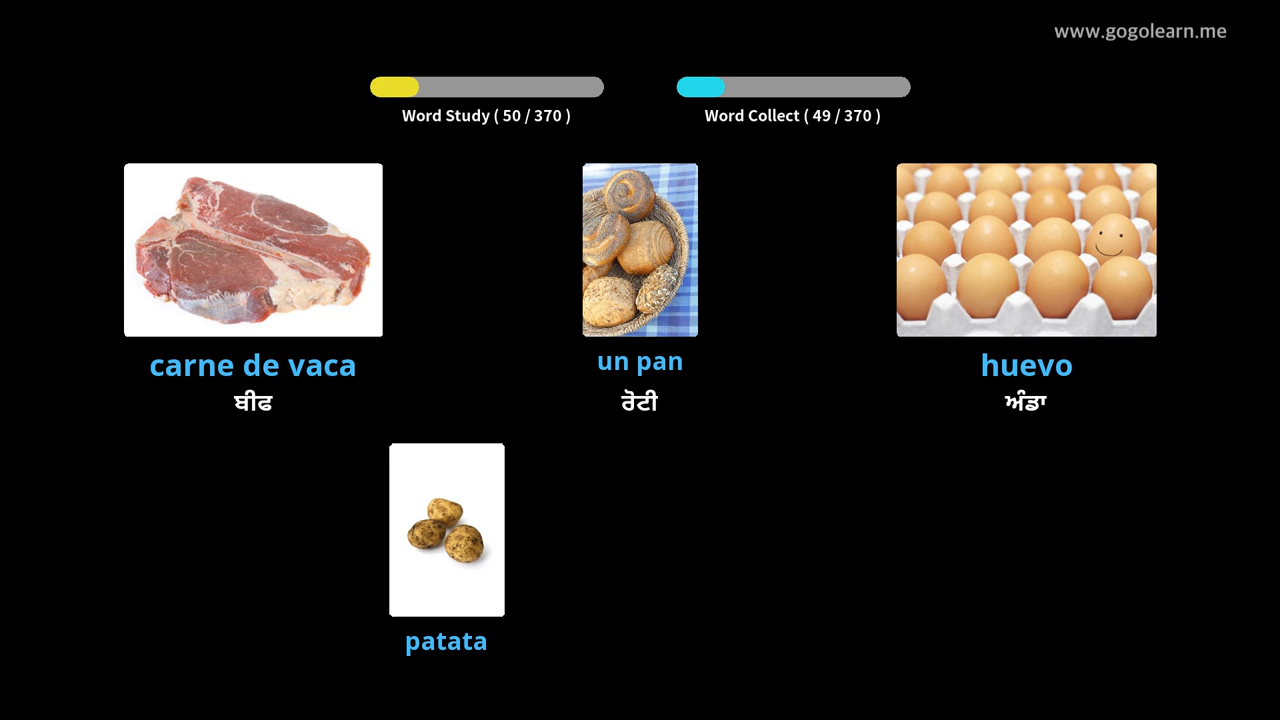 www.gogolearn.me
Word Study ( 50 / 370 )
Word Collect ( 49 / 370 )
carne de vaca
ਬੀਫ
un pan
ਰੋਟੀ
huevo
ਅੰਡਾ
patata